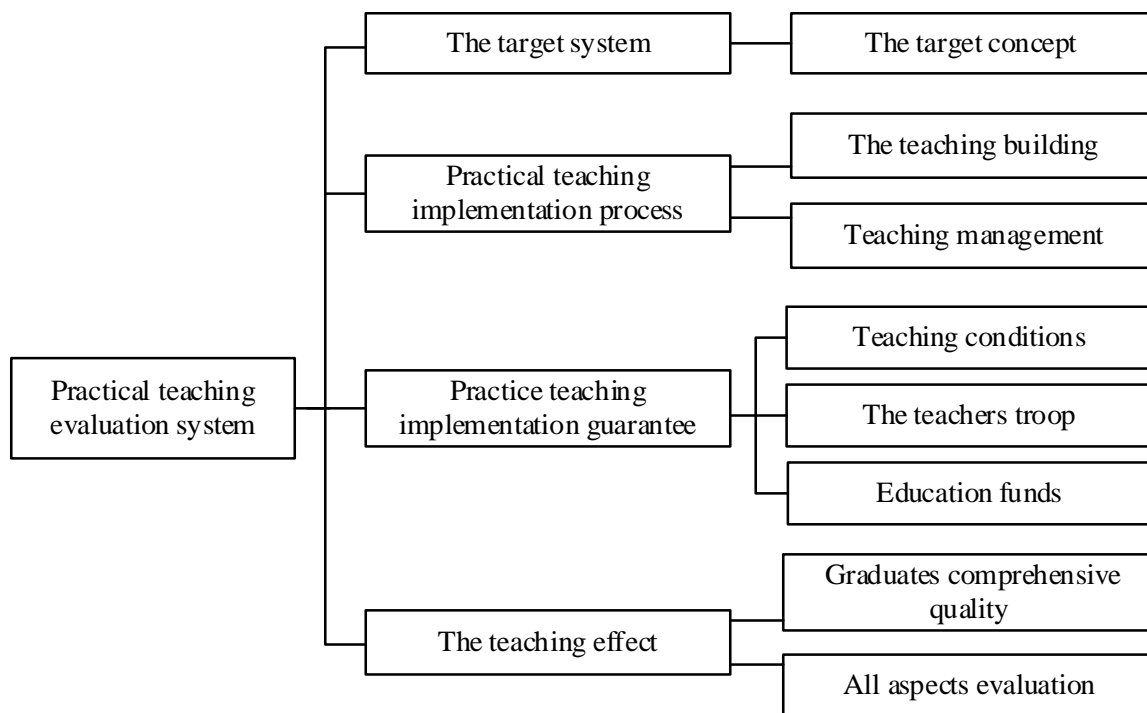 The target system
The target concept
Practical teaching
implementation process
The teaching building
Teaching management
Practical teaching
evaluation system
Practice teaching
implementation guarantee
Teaching conditions
The teachers troop
Education funds
The teaching effect
Graduates comprehensive
quality
All aspects evaluation